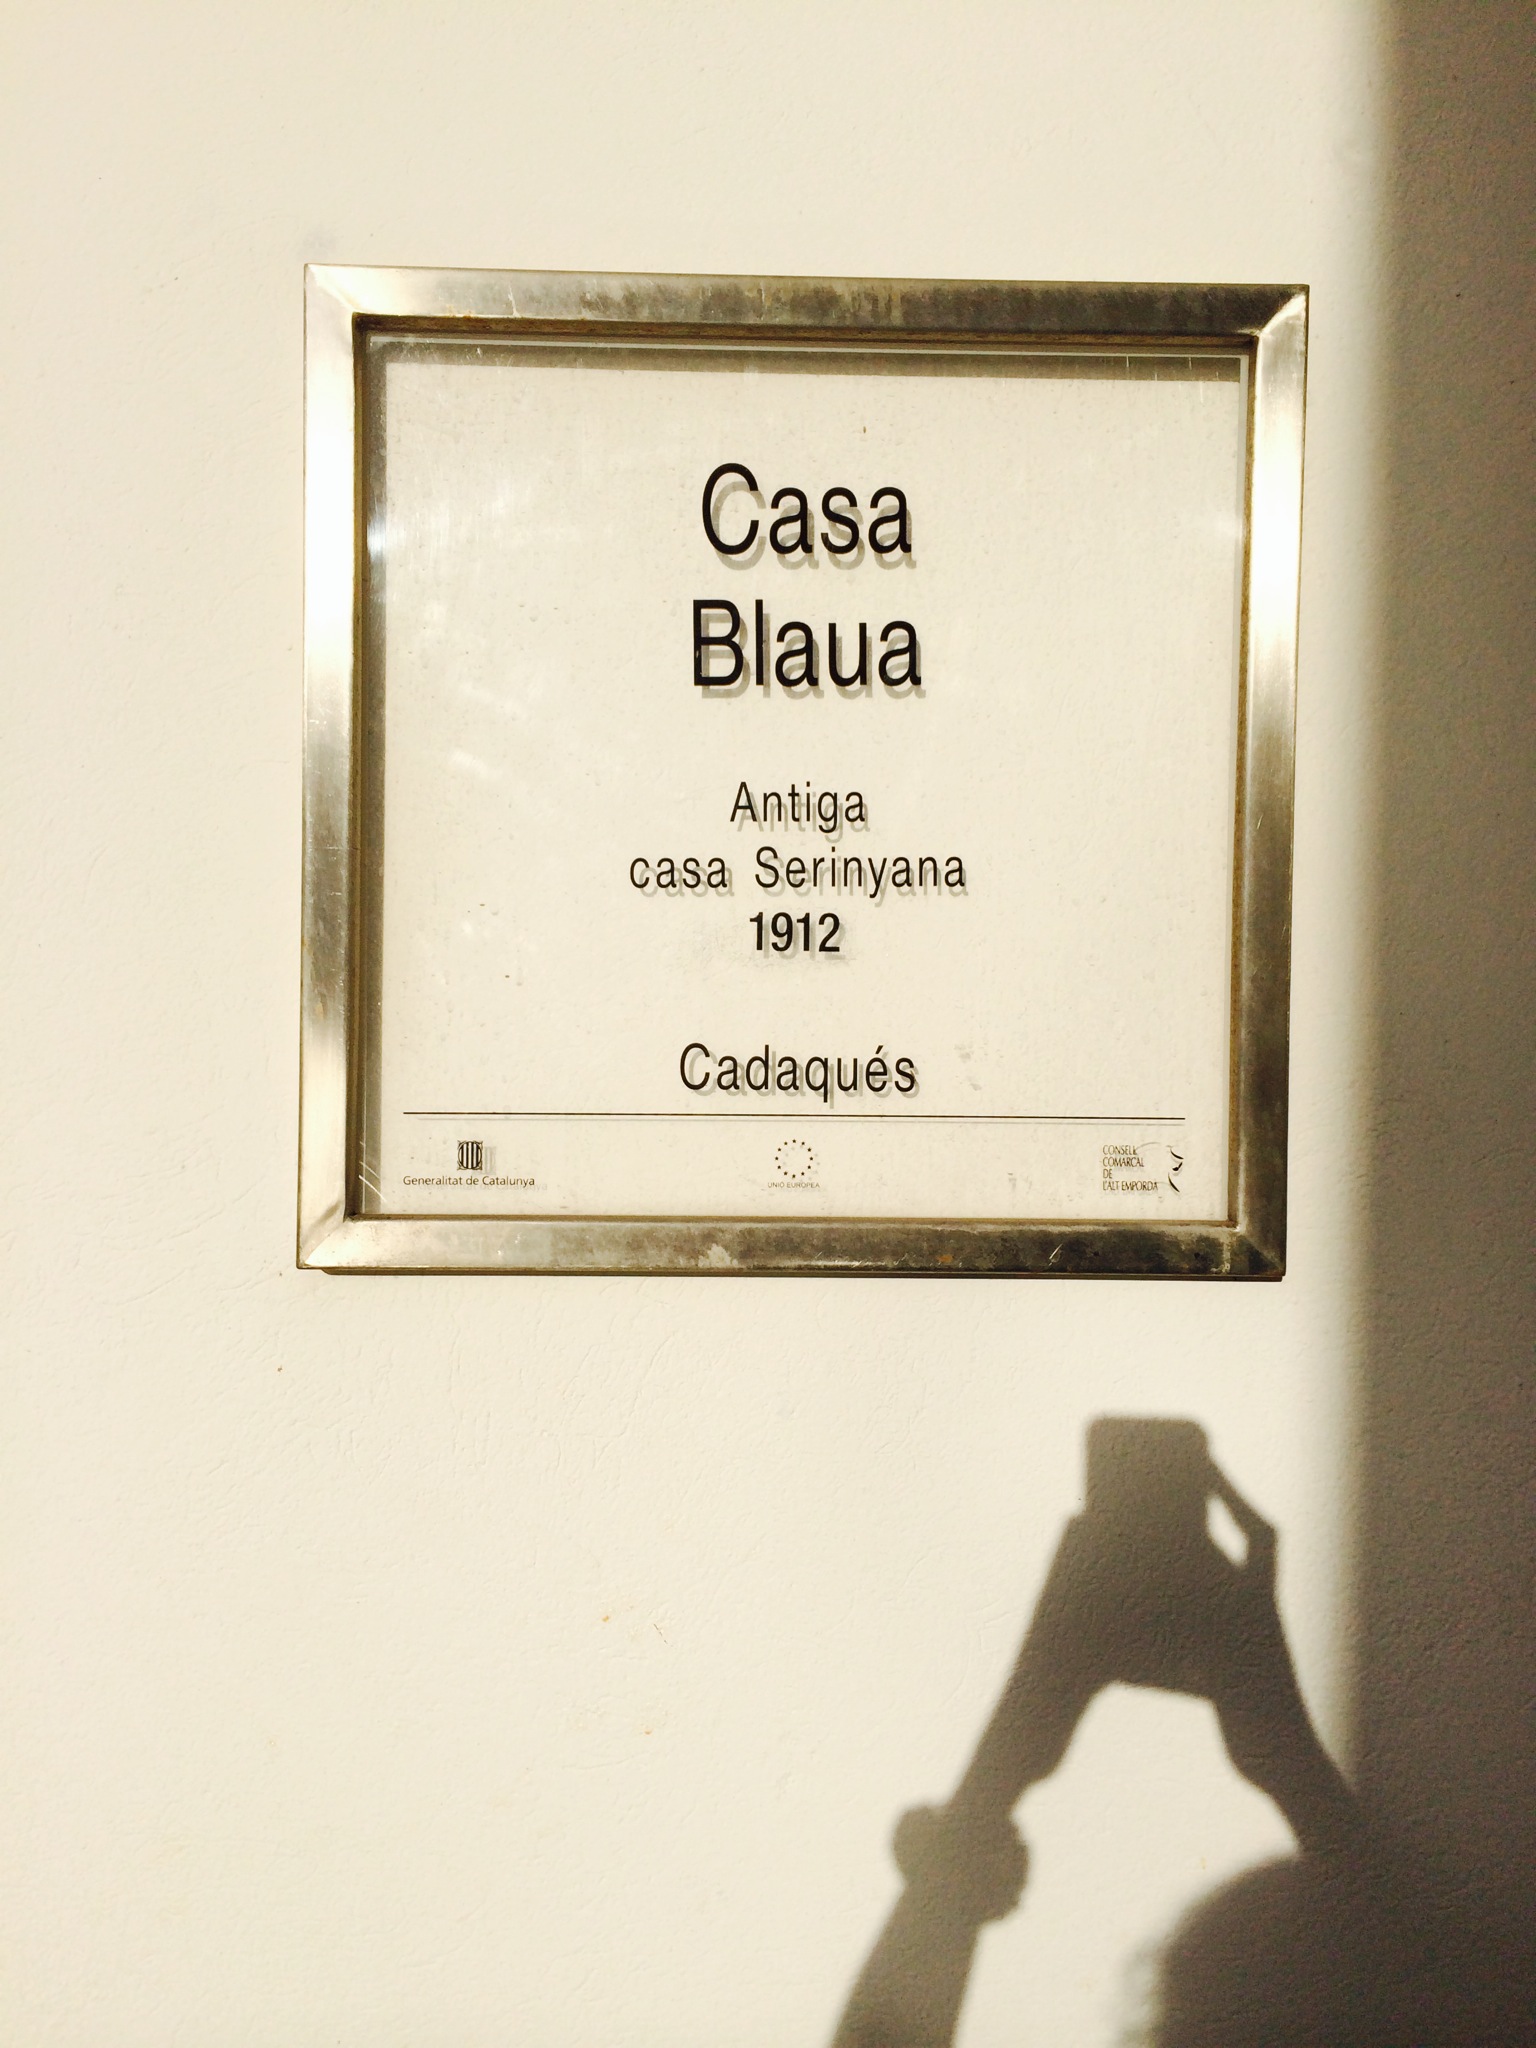 Casa
Blaua
Antiga
casa Serinyana
1912
Cadaqués
Generalitat de Catalunya
UNIÓ EUROPEA
CONSELL
COMARCAL
DE
L'ALT EMPORDÀ